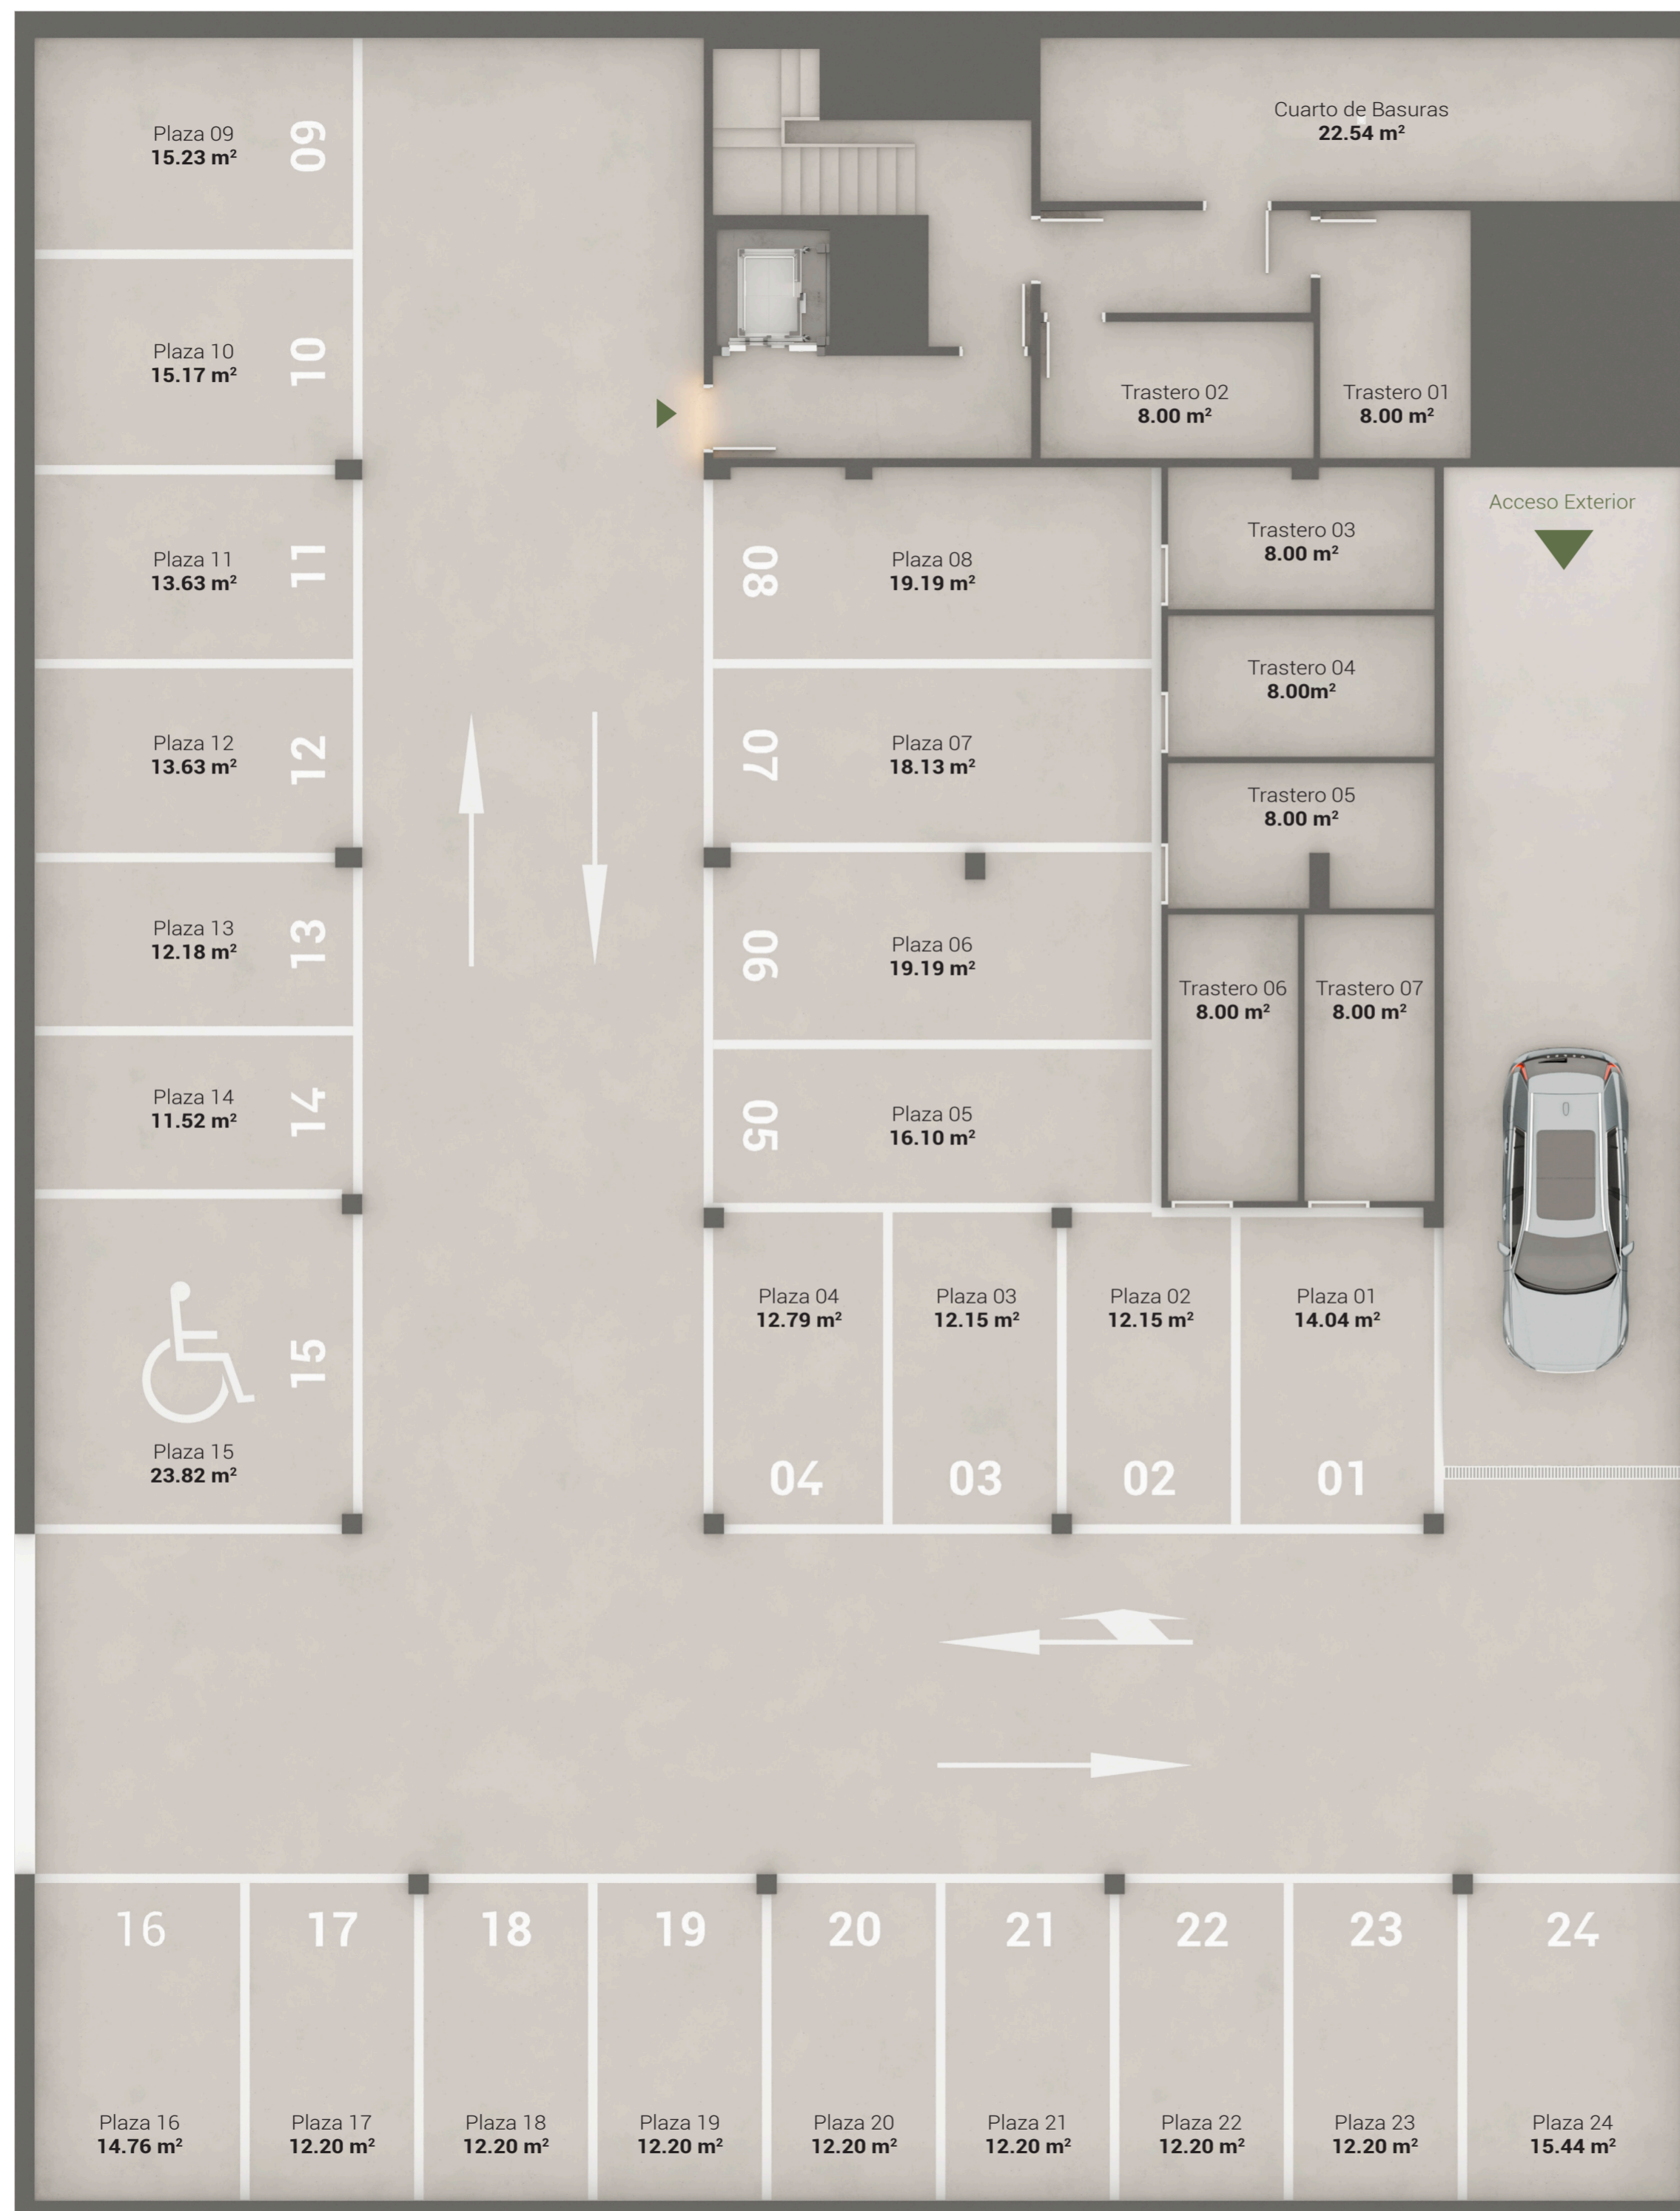 Cuarto de Basuras
22.54 m²
Plaza 09
15.23 m²
09
Plaza 10
15.17 m²
10
Trastero 02
8.00 m²
Trastero 01
8.00 m²
Acceso Exterior
Plaza 11
13.63 m²
11
08
Plaza 08
19.19 m²
Trastero 03
8.00 m²
Trastero 04
8.00m²
Plaza 12
13.63 m²
12
07
Plaza 07
18.13 m²
Trastero 05
8.00 m²
Plaza 13
12.18 m²
13
06
Plaza 06
19.19 m²
Trastero 06
8.00 m²
Trastero 07
8.00 m²
Plaza 14
11.52 m²
14
05
Plaza 05
16.10 m²
15
Plaza 15
23.82 m²
Plaza 04
12.79 m²
Plaza 03
12.15 m²
Plaza 02
12.15 m²
Plaza 01
14.04 m²
04
03
02
01
16
17
18
19
20
21
22
23
24
Plaza 16
14.76 m²
Plaza 17
12.20 m²
Plaza 18
12.20 m²
Plaza 19
12.20 m²
Plaza 20
12.20 m²
Plaza 21
12.20 m²
Plaza 22
12.20 m²
Plaza 23
12.20 m²
Plaza 24
15.44 m²